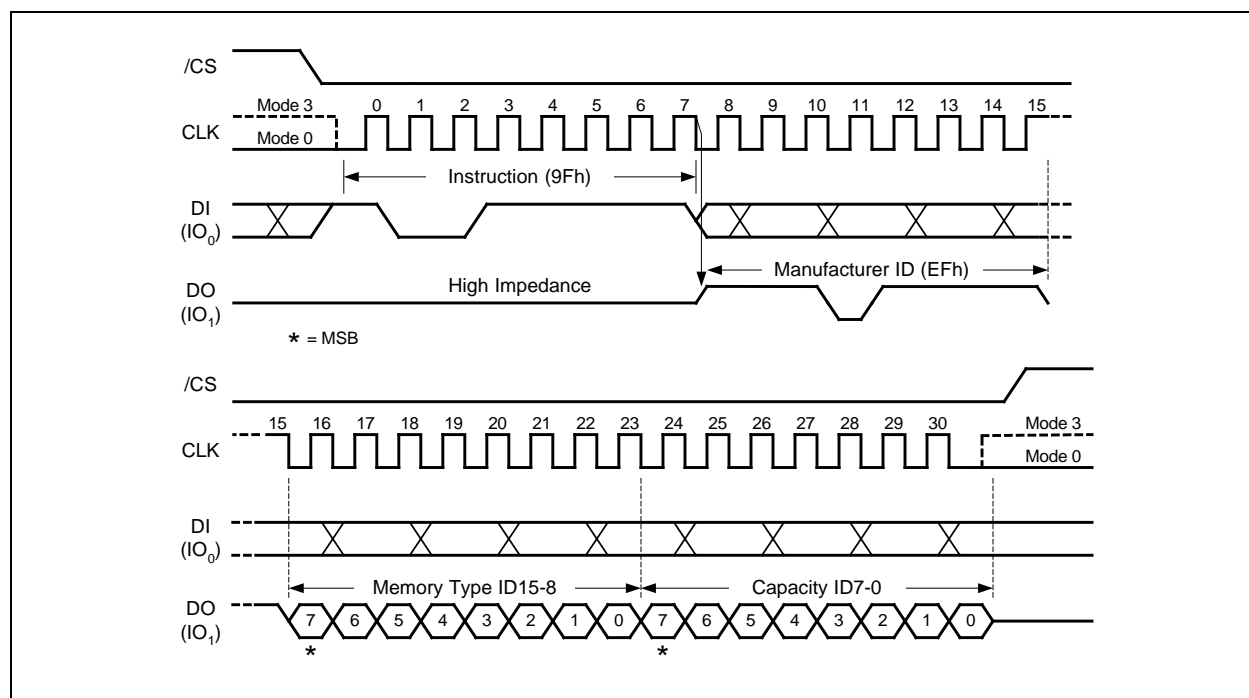 /CS
Mode 3
0 1 2 3 4 5 6 7 8 9 10 11 12 13 14 15
CLK
Mode 0
Instruction (9Fh)
DI
(IO0)
Manufacturer ID (EFh)
High Impedance
DO
(IO1)
* = MSB
/CS
15 16 17 18 19 20 21 22 23 24 25 26 27 28 29 30
Mode 3
CLK
Mode 0
DI
(IO0)
Memory Type ID15-8 Capacity ID7-0
DO
(IO1)
7 6 5 4 3 2 1 0 7 6 5 4 3 2 1 0
* *